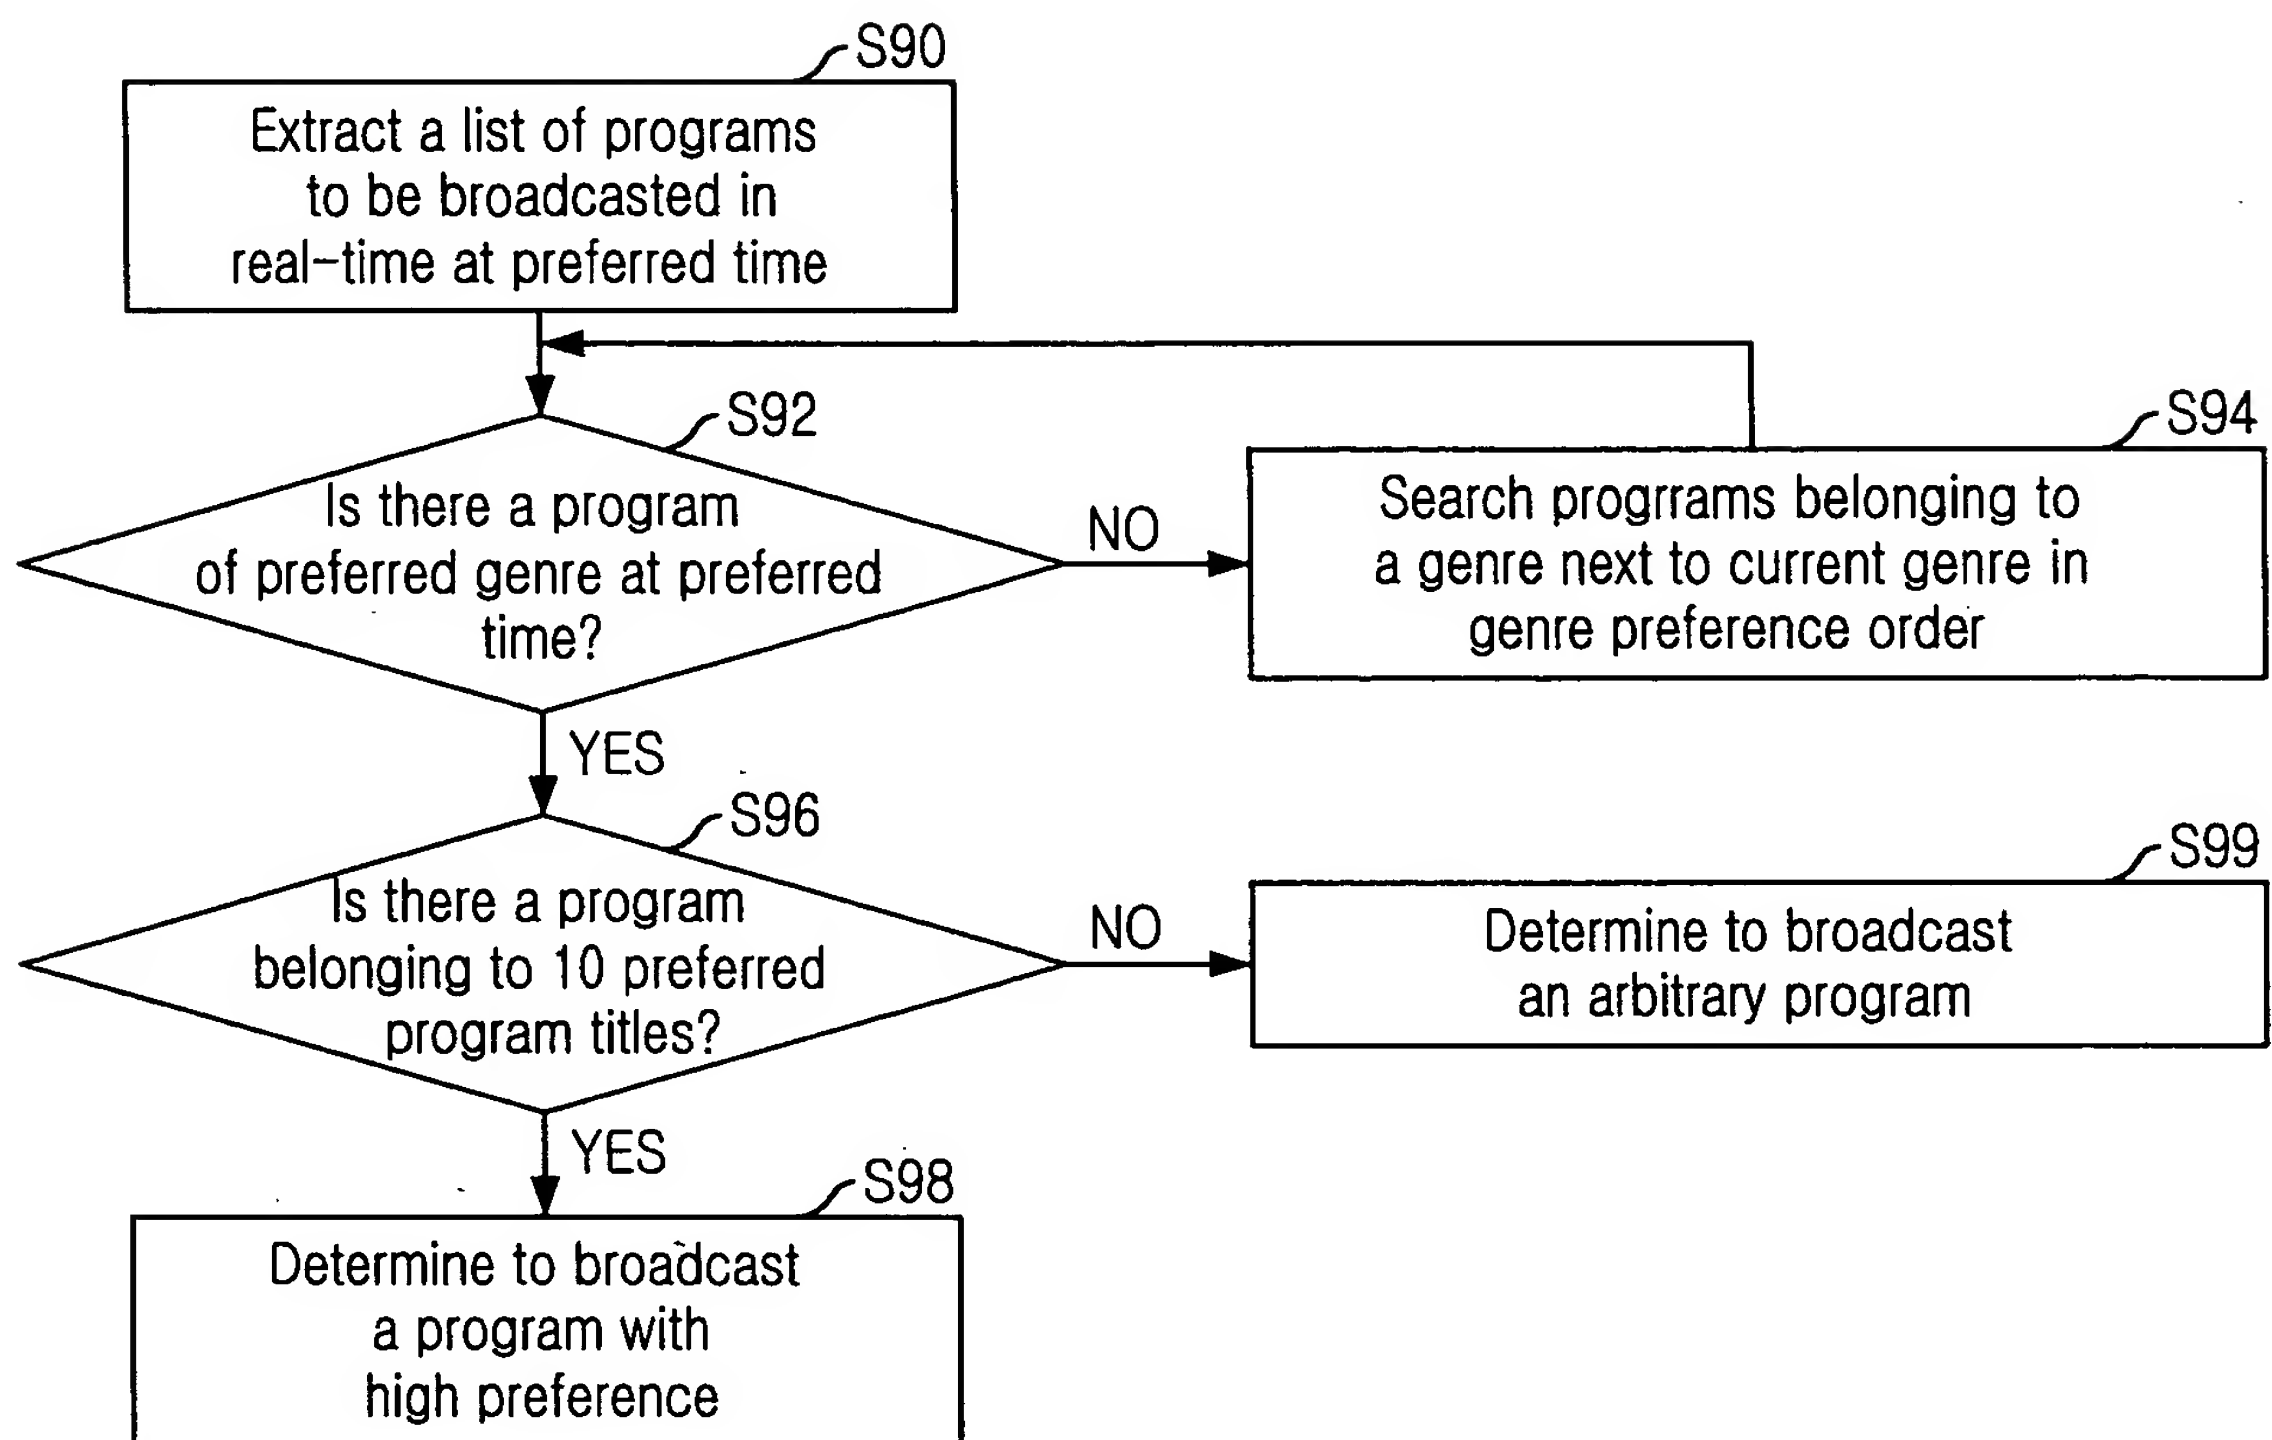 S90
Extract a list of programs
to be broadcasted in
real-time at preferred time
S92
Is there a program
of preferred genre at preferred
time?
NO
S94
Search progrrams belonging to
a genre next to current genre in
genre preference order
YES
S96
Is there a program
belonging to 10 preferred
program titles?
NO
S99
Determine to broadcast
an arbitrary program
YES
S98
Determine to broadcast
a program with
high preference